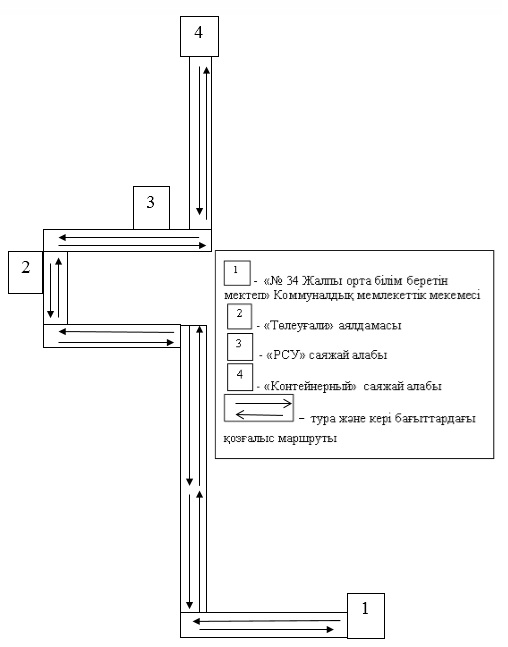 4
3
2
1 - «№ 34 Жалпы орта білім беретін
мектеп» Коммуналдық мемлекеттік мекемесі
2 - «Төлеуғали» аялдамасы
3 - «РСУ» саяжай алабы
4 - «Контейнерный» саяжай алабы
– тура және кері бағыттардағы
қозғалыс маршруты
1